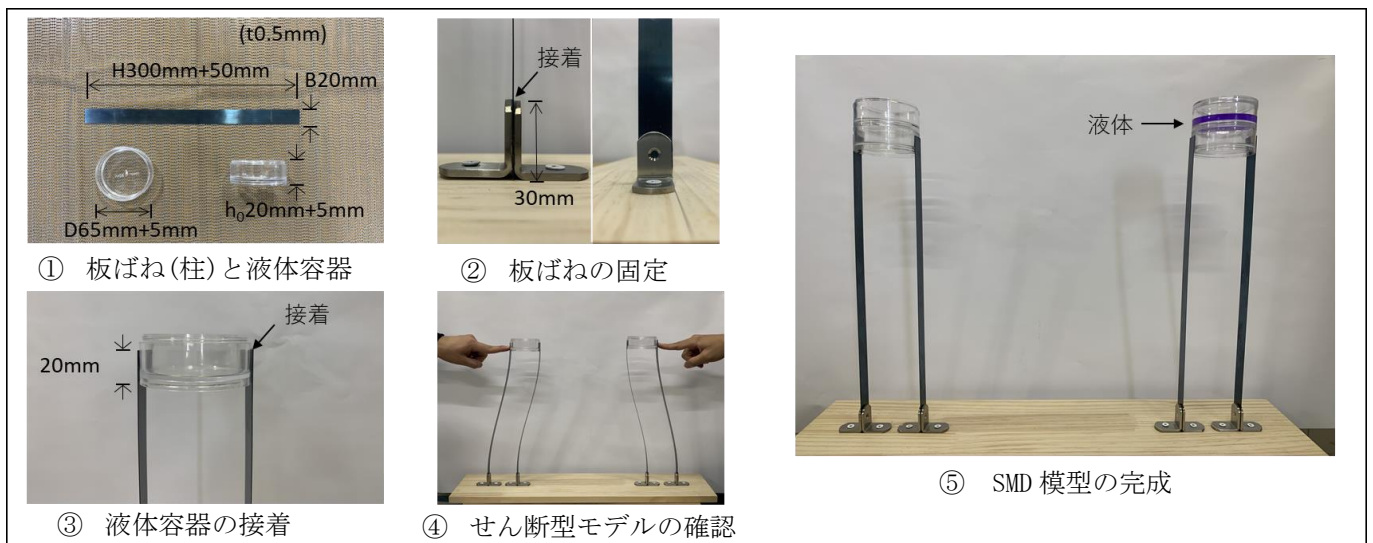 (t0.5mm)
H300mm+50mm
B20mm
h₀20mm+5mm
D65mm+5mm
① 板ばね(柱)と液体容器
接着
30mm
② 板ばねの固定
接着
20mm
③ 液体容器の接着
④ せん断型モデルの確認
液体
⑤ SMD 模型の完成